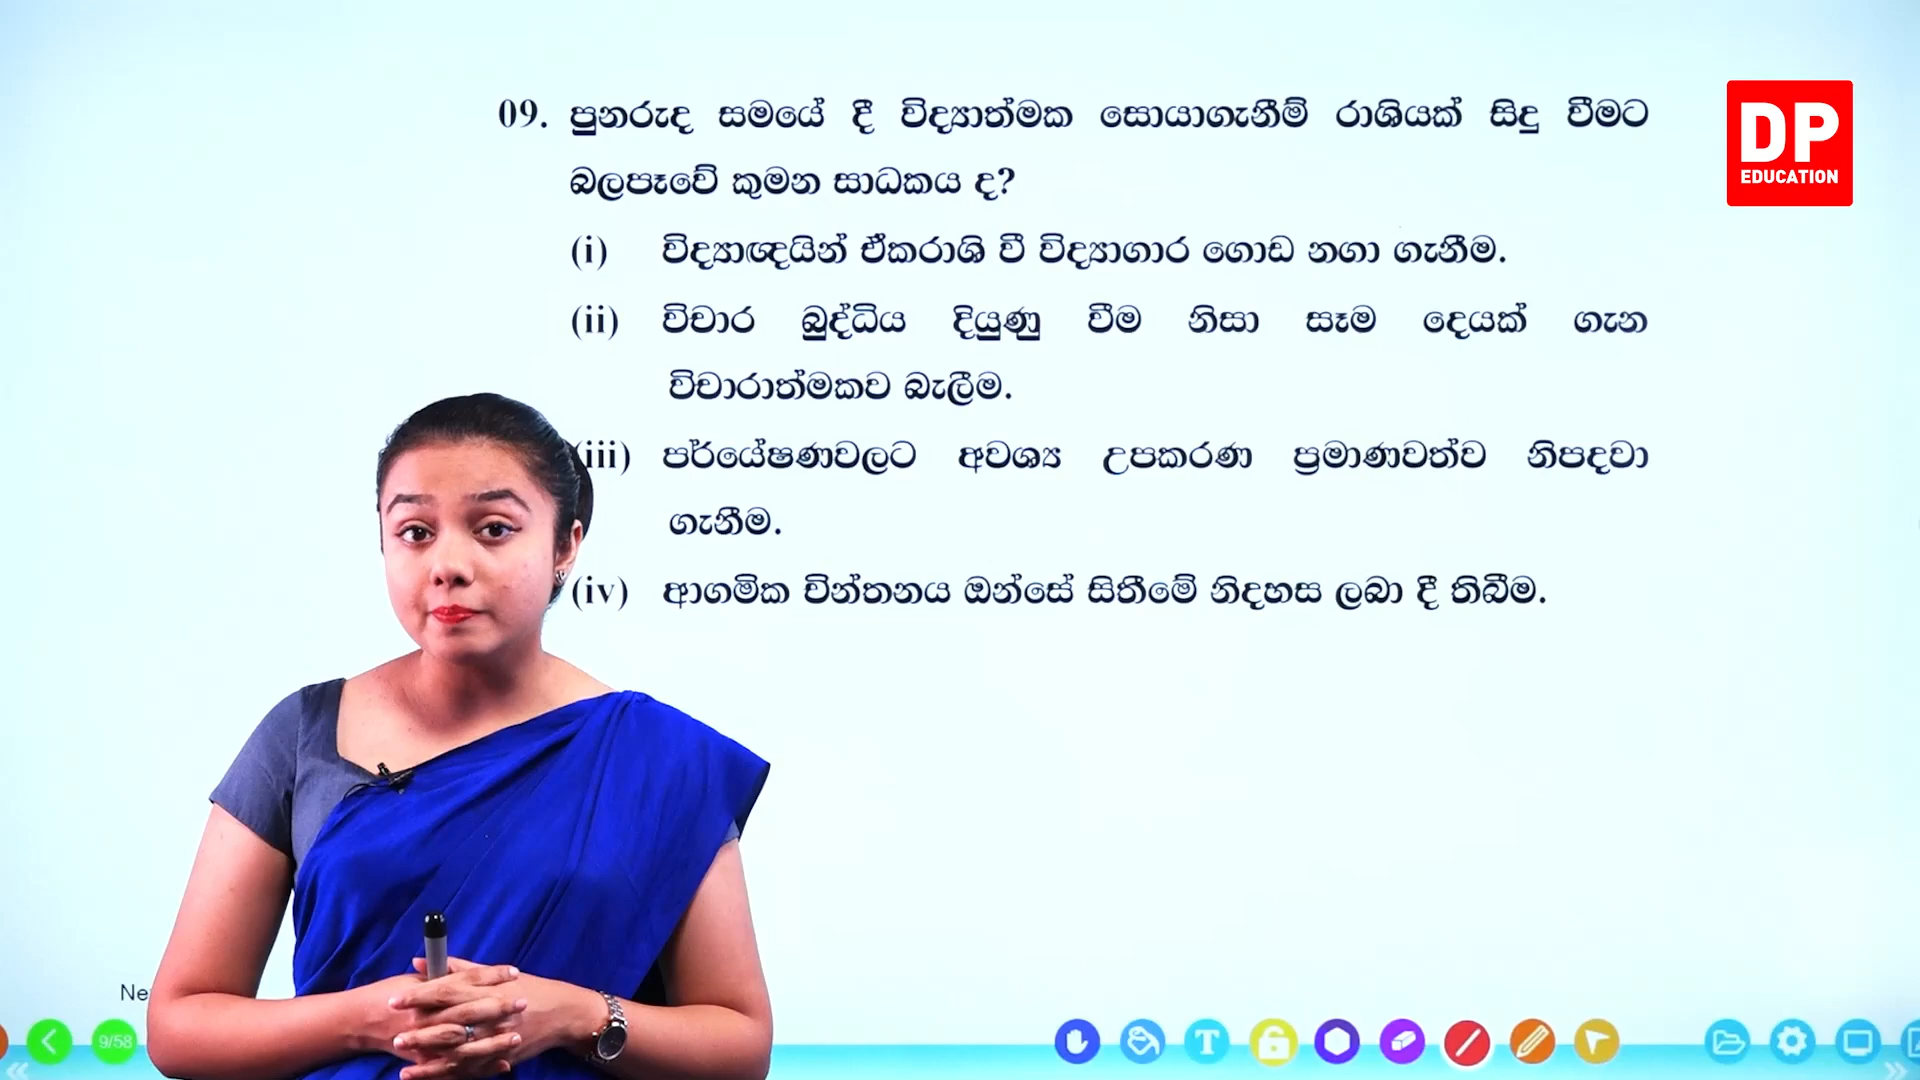 09. පුනරුද සමයේ දී විද්‍යාත්මක සොයාගැනීම් රාශියක් සිදු වීමට
බලපෑවේ කුමන සාධකය ද?
(i) විද්‍යාඥයින් ඒකරාශි වී විද්‍යාගාර ගොඩ නගා ගැනීම.
(ii) විචාර බුද්ධිය දියුණු වීම නිසා සෑම දෙයක් ගැන
විචාරාත්මකව බැලීම.
(iii) පර්යේෂණවලට අවශ්‍ය උපකරණ ප්‍රමාණවත්ව නිපදවා
ගැනීම.
(iv) ආගමික චින්තනය ඔන්සේ සිතීමේ නිදහස ලබා දී තිබීම.
DP
EDUCATION
9/58
T